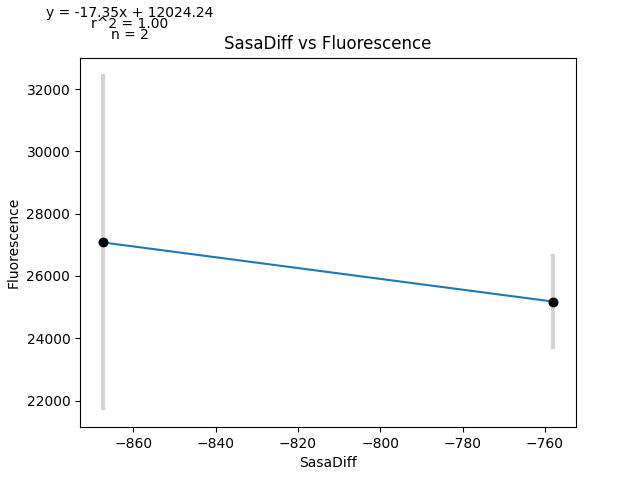 y = -17.35x + 12024.24
r^2 = 1.00
n = 2
SasaDiff vs Fluorescence
32000
30000
28000
26000
24000
22000
Fluorescence
−860
−840
−820
−800
−780
−760
SasaDiff